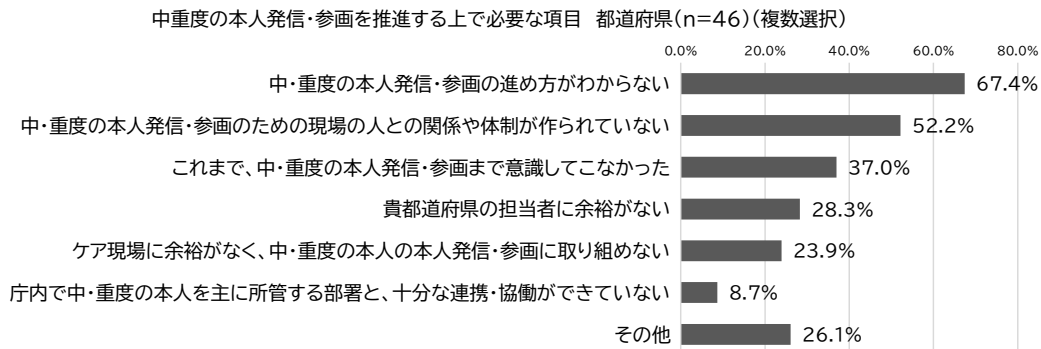 中重度の本人発信・参画を推進する上で必要な項目 都道府県(n=46)(複数選択)
0.0% 20.0% 40.0% 60.0% 80.0%
中・重度の本人発信・参画の進め方がわからない 67.4%
中・重度の本人発信・参画のための現場の人との関係や体制が作られていない 52.2%
これまで、中・重度の本人発信・参画まで意識してこなかった 37.0%
貴都道府県の担当者に余裕がない 28.3%
ケア現場に余裕がなく、中・重度の本人の本人発信・参画に取り組めない 23.9%
庁内で中・重度の本人を主に所管する部署と、十分な連携・協働ができていない 8.7%
その他 26.1%